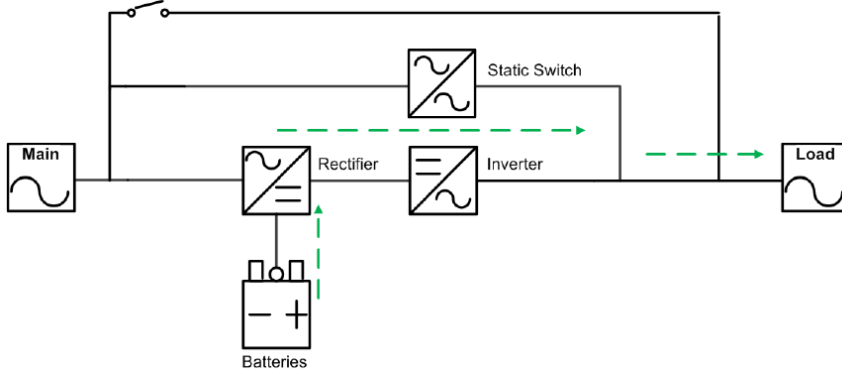 Static Switch
Main
Rectifier
Inverter
Load
Batteries